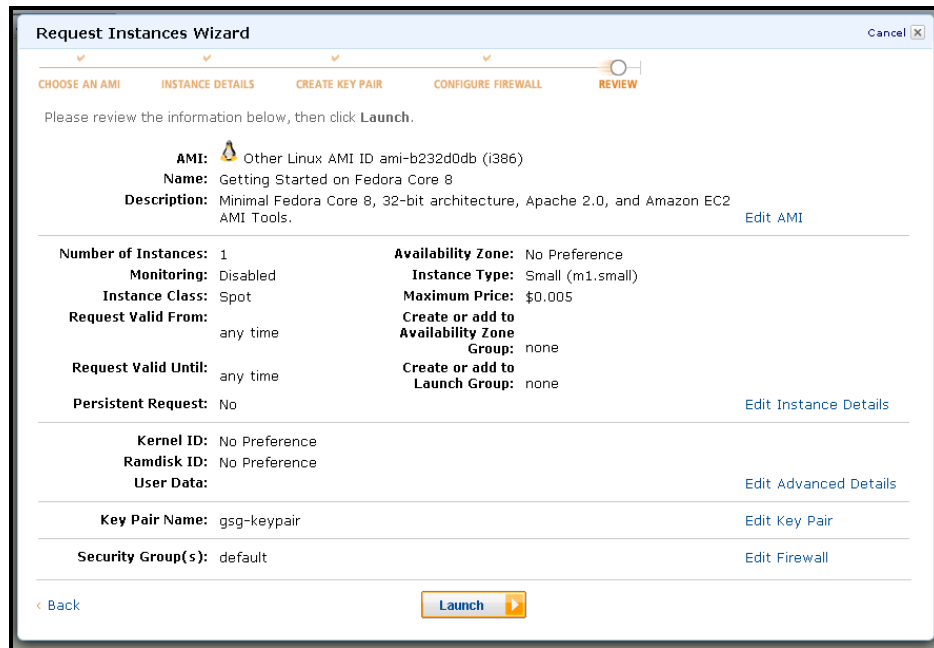 Request Instances Wizard
Cancel
CHOOSE AN AMI INSTANCE DETAILS CREATE KEY PAIR CONFIGURE FIREWALL REVIEW
Please review the information below, then click Launch.
AMI: Other Linux AMI ID ami-b232d0db (i386)
Name: Getting Started on Fedora Core 8
Description: Minimal Fedora Core 8, 32-bit architecture, Apache 2.0, and Amazon EC2
AMI Tools. Edit AMI
Number of Instances: 1 Availability Zone: No Preference
Monitoring: Disabled Instance Type: Small (m1.small)
Instance Class: Spot Maximum Price: $0.005
Request Valid From: Create or add to
any time Availability Zone
Group: none
Request Valid Until: Create or add to
any time Launch Group: none
Persistent Request: No Edit Instance Details
Kernel ID: No Preference
Ramdisk ID: No Preference
User Data: Edit Advanced Details
Key Pair Name: gsg-keypair Edit Key Pair
Security Group(s): default Edit Firewall
< Back Launch